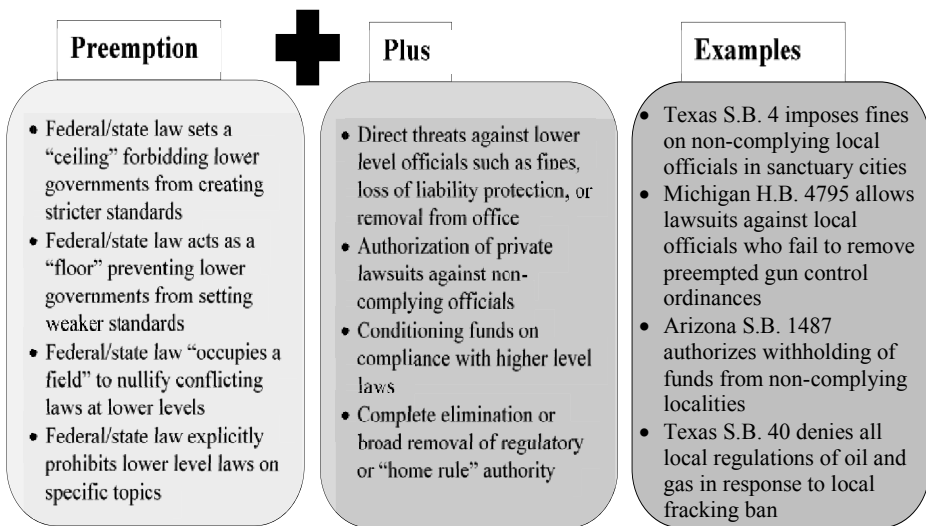 Preemption
• Federal/state law sets a
“ceiling” forbidding lower
governments from creating
stricter standards
• Federal/state law acts as a
“floor” preventing lower
governments from setting
weaker standards
• Federal/state law “occupies a
field” to nullify conflicting
laws at lower levels
• Federal/state law explicitly
prohibits lower level laws on
specific topics
Plus
• Direct threats against lower
level officials such as fines,
loss of liability protection, or
removal from office
• Authorization of private
lawsuits against non-
complying officials
• Conditioning funds on
compliance with higher level
laws
• Complete elimination or
broad removal of regulatory
or “home rule” authority
Examples
• Texas S.B. 4 imposes fines
on non-complying local
officials in sanctuary cities
• Michigan H.B. 4795 allows
lawsuits against local
officials who fail to remove
preempted gun control
ordinances
• Arizona S.B. 1487
authorizes withholding of
funds from non-complying
localities
• Texas S.B. 40 denies all
local regulations of oil and
gas in response to local
fracking ban